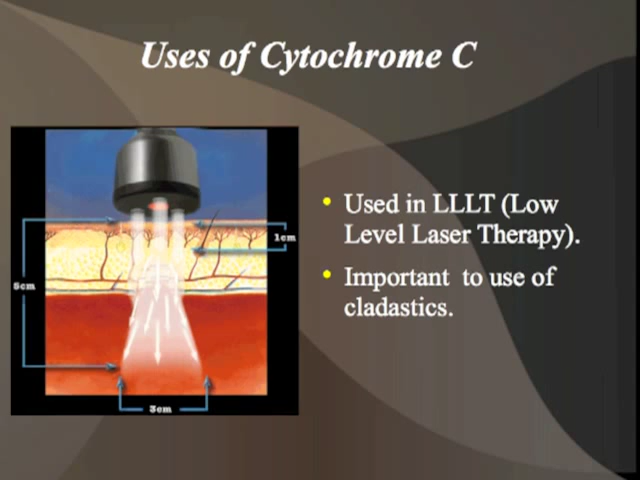 Uses of Cytochrome C
Used in LLLT (Low
Level Laser Therapy).
Important to use of
cladastics.
1cm
5cm
3cm